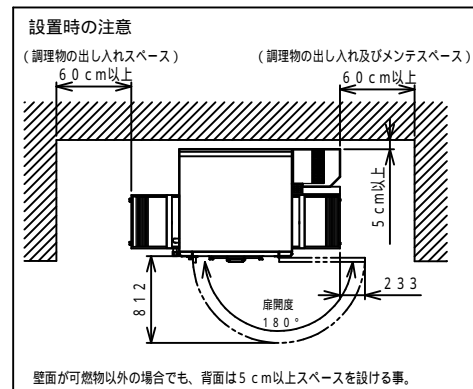 設置時の注意
(調理物の出し入れスペース)
60cm以上
(調理物の出し入れ及びメンテスペース)
60cm以上
5cm以上
812
233
扉開度
180°
壁面が可燃物以外の場合でも、背面は5cm以上スペースを設ける事。